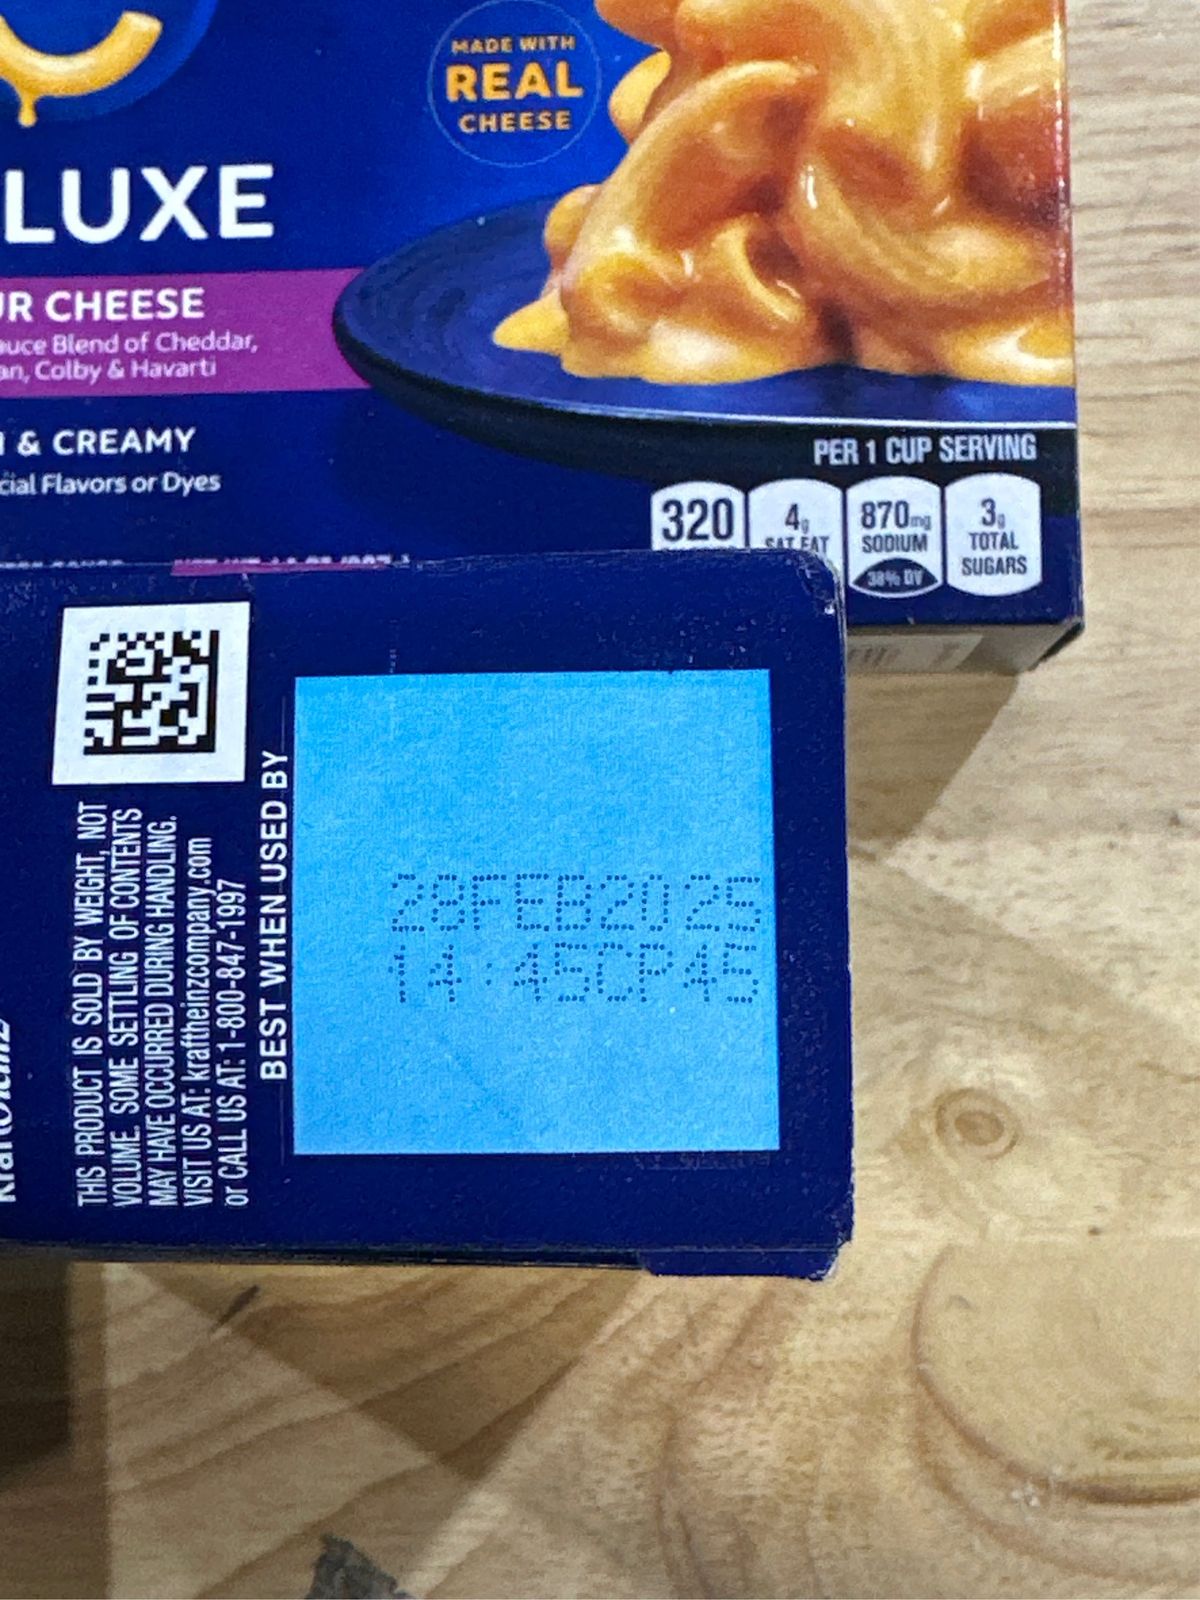 MADE WITH
REAL
CHEESE
LUXE
UR CHEESE
auce Blend of Cheddar,
an, Colby & Havarti
& CREAMY
cial Flavors or Dyes
PER 1 CUP SERVING
320
4g
SAT FAT
870mg
SODIUM
38% DV
3g
TOTAL
SUGARS
THIS PRODUCT IS SOLD BY WEIGHT, NOT
VOLUME. SOME SETTLING OF CONTENTS
MAY HAVE OCCURRED DURING HANDLING.
VISIT US AT: kraftheinzcompany.com
or CALL US AT: 1-800-847-1997
BEST WHEN USED BY
28FEB2025
14:45CP45